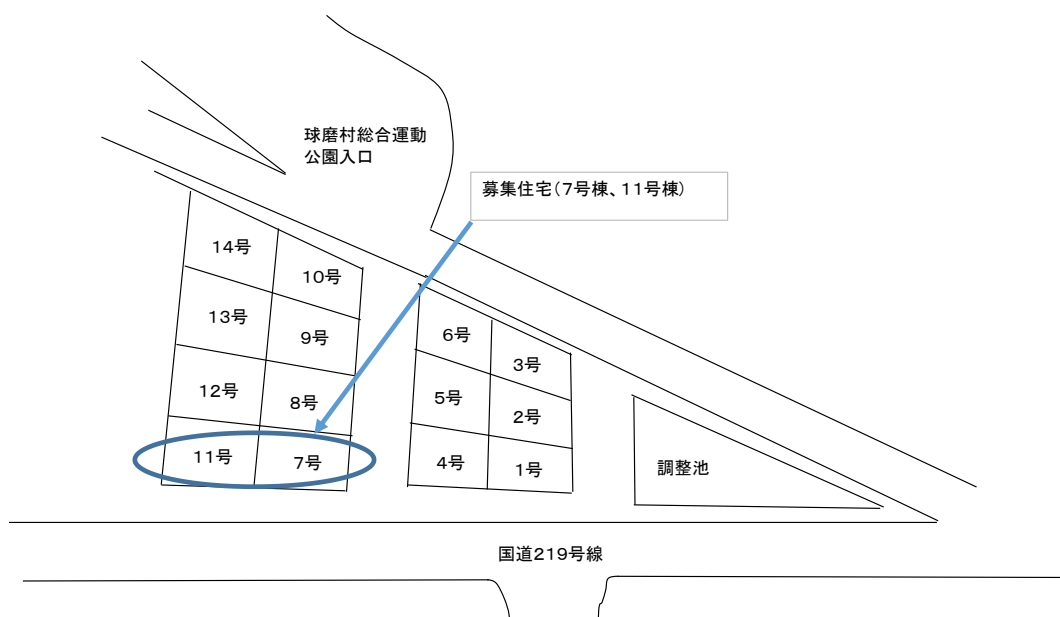 球磨村総合運動
公園入口
募集住宅(7号棟、11号棟)
14号
10号
13号
9号
12号
8号
11号
7号
6号
3号
5号
2号
4号
1号
調整池
国道219号線